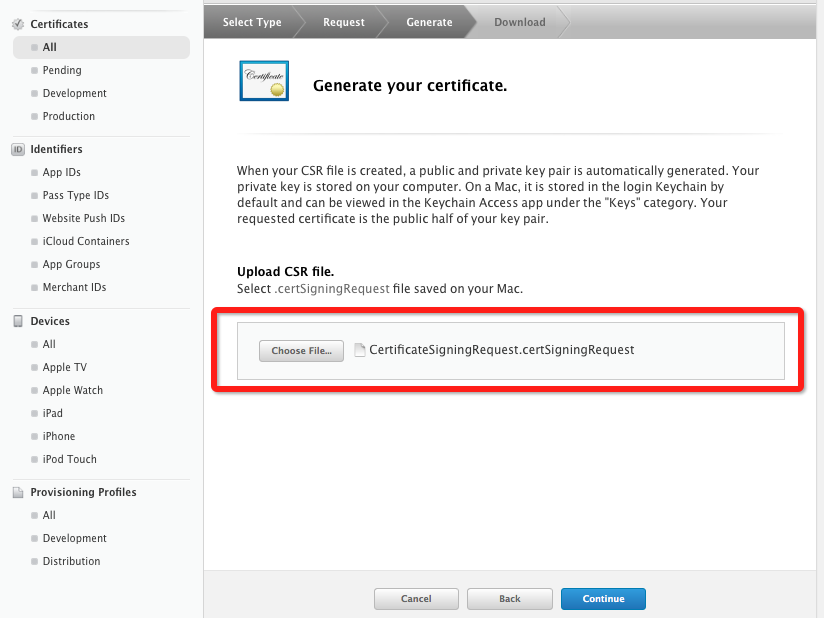 Certificates
All
Pending
Development
Production
ID Identifiers
App IDs
Pass Type IDs
Website Push IDs
iCloud Containers
App Groups
Merchant IDs
Devices
All
Apple TV
Apple Watch
iPad
iPhone
iPod Touch
Provisioning Profiles
All
Development
Distribution
Select Type Request Generate Download
Certificate
Generate your certificate.
When your CSR file is created, a public and private key pair is automatically generated. Your
private key is stored on your computer. On a Mac, it is stored in the login Keychain by
default and can be viewed in the Keychain Access app under the "Keys" category. Your
requested certificate is the public half of your key pair.
Upload CSR file.
Select .certSigningRequest file saved on your Mac.
Choose File... CertificateSigningRequest.certSigningRequest
Cancel Back Continue